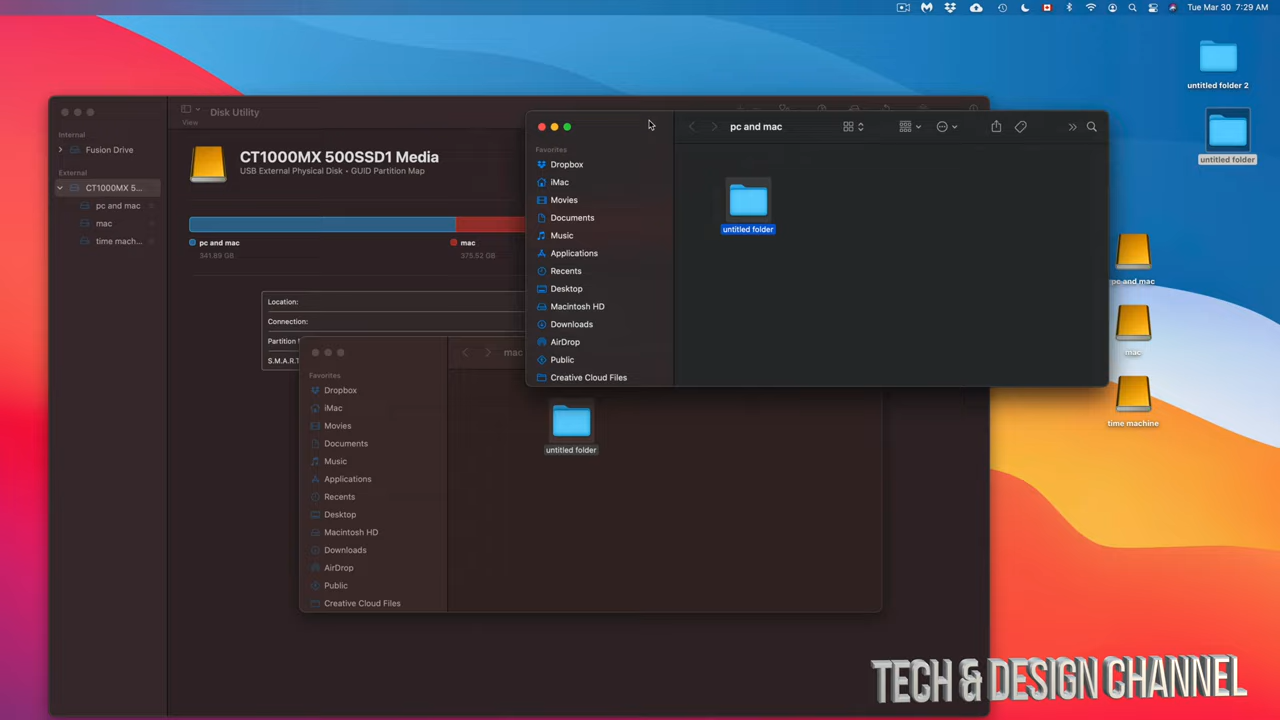 Tue Mar 30 7:29 AM
untitled folder 2
untitled folder
pc and mac
mac
time machine
Disk Utility
View
Internal
Fusion Drive
External
CT1000MX 5...
pc and mac
mac
time mach...
CT1000MX 500SSD1 Media
USB External Physical Disk • GUID Partition Map
pc and mac
341.89 GB
mac
375.52 GB
Location:
Connection:
Partition
S.M.A.R.T
pc and mac
Favorites
Dropbox
iMac
Movies
Documents
Music
Applications
Recents
Desktop
Macintosh HD
Downloads
AirDrop
Public
Creative Cloud Files
untitled folder
mac
Favorites
Dropbox
iMac
Movies
Documents
Music
Applications
Recents
Desktop
Macintosh HD
Downloads
AirDrop
Public
Creative Cloud Files
untitled folder
TECH & DESIGN CHANNEL